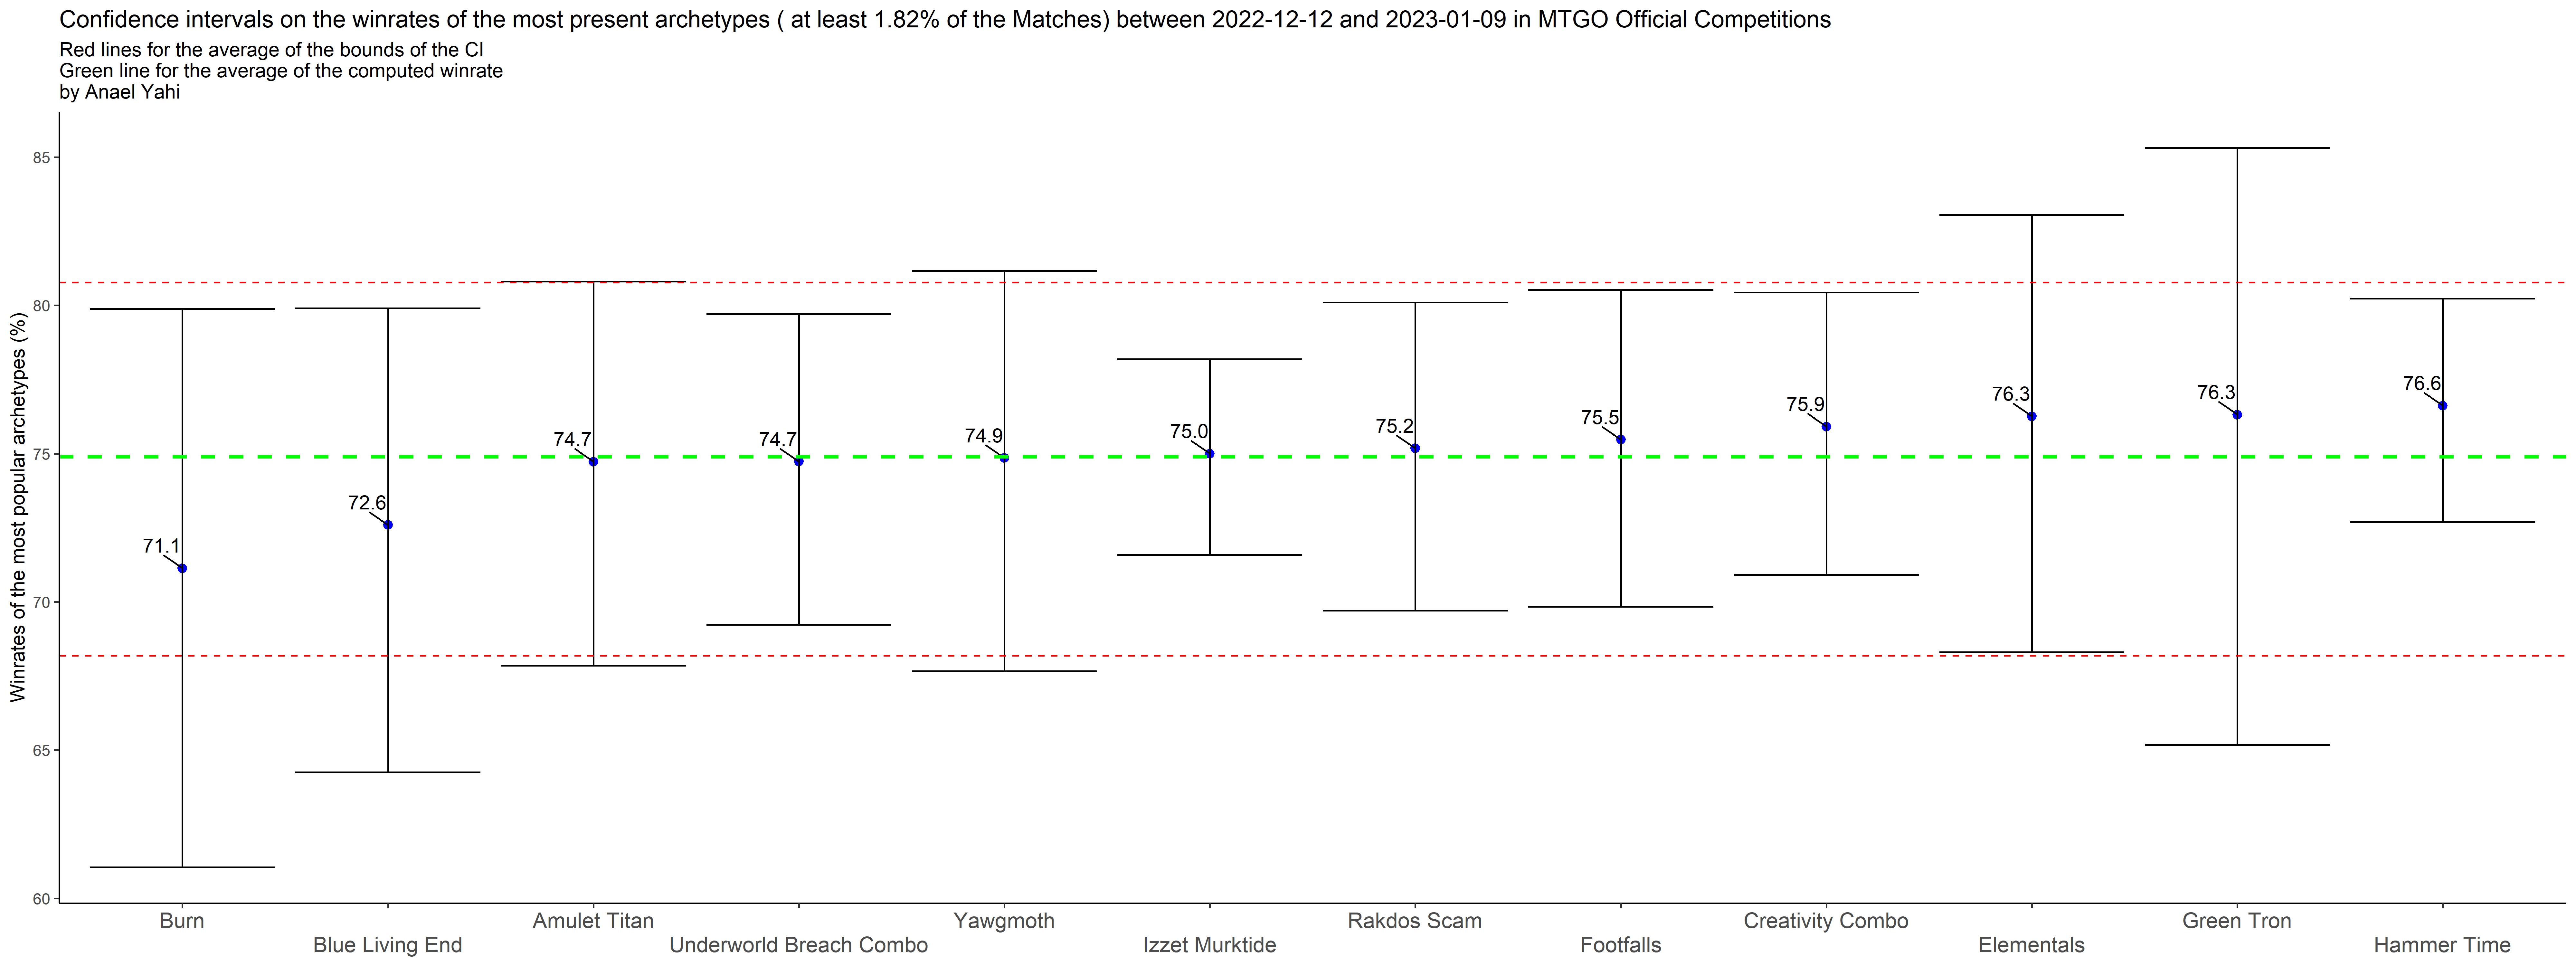 Confidence intervals on the winrates of the most present archetypes ( at least 1.82% of the Matches) between 2022-12-12 and 2023-01-09 in MTGO Official Competitions
Red lines for the average of the bounds of the CI
Green line for the average of the computed winrate
by Anael Yahi
Winrates of the most popular archetypes (%)
85
80
75
70
65
60
71.1
72.6
74.7
74.7
74.9
75.0
75.2
75.5
75.9
76.3
76.3
76.6
Burn
Blue Living End
Amulet Titan
Underworld Breach Combo
Yawgmoth
Izzet Murktide
Rakdos Scam
Footfalls
Creativity Combo
Elementals
Green Tron
Hammer Time